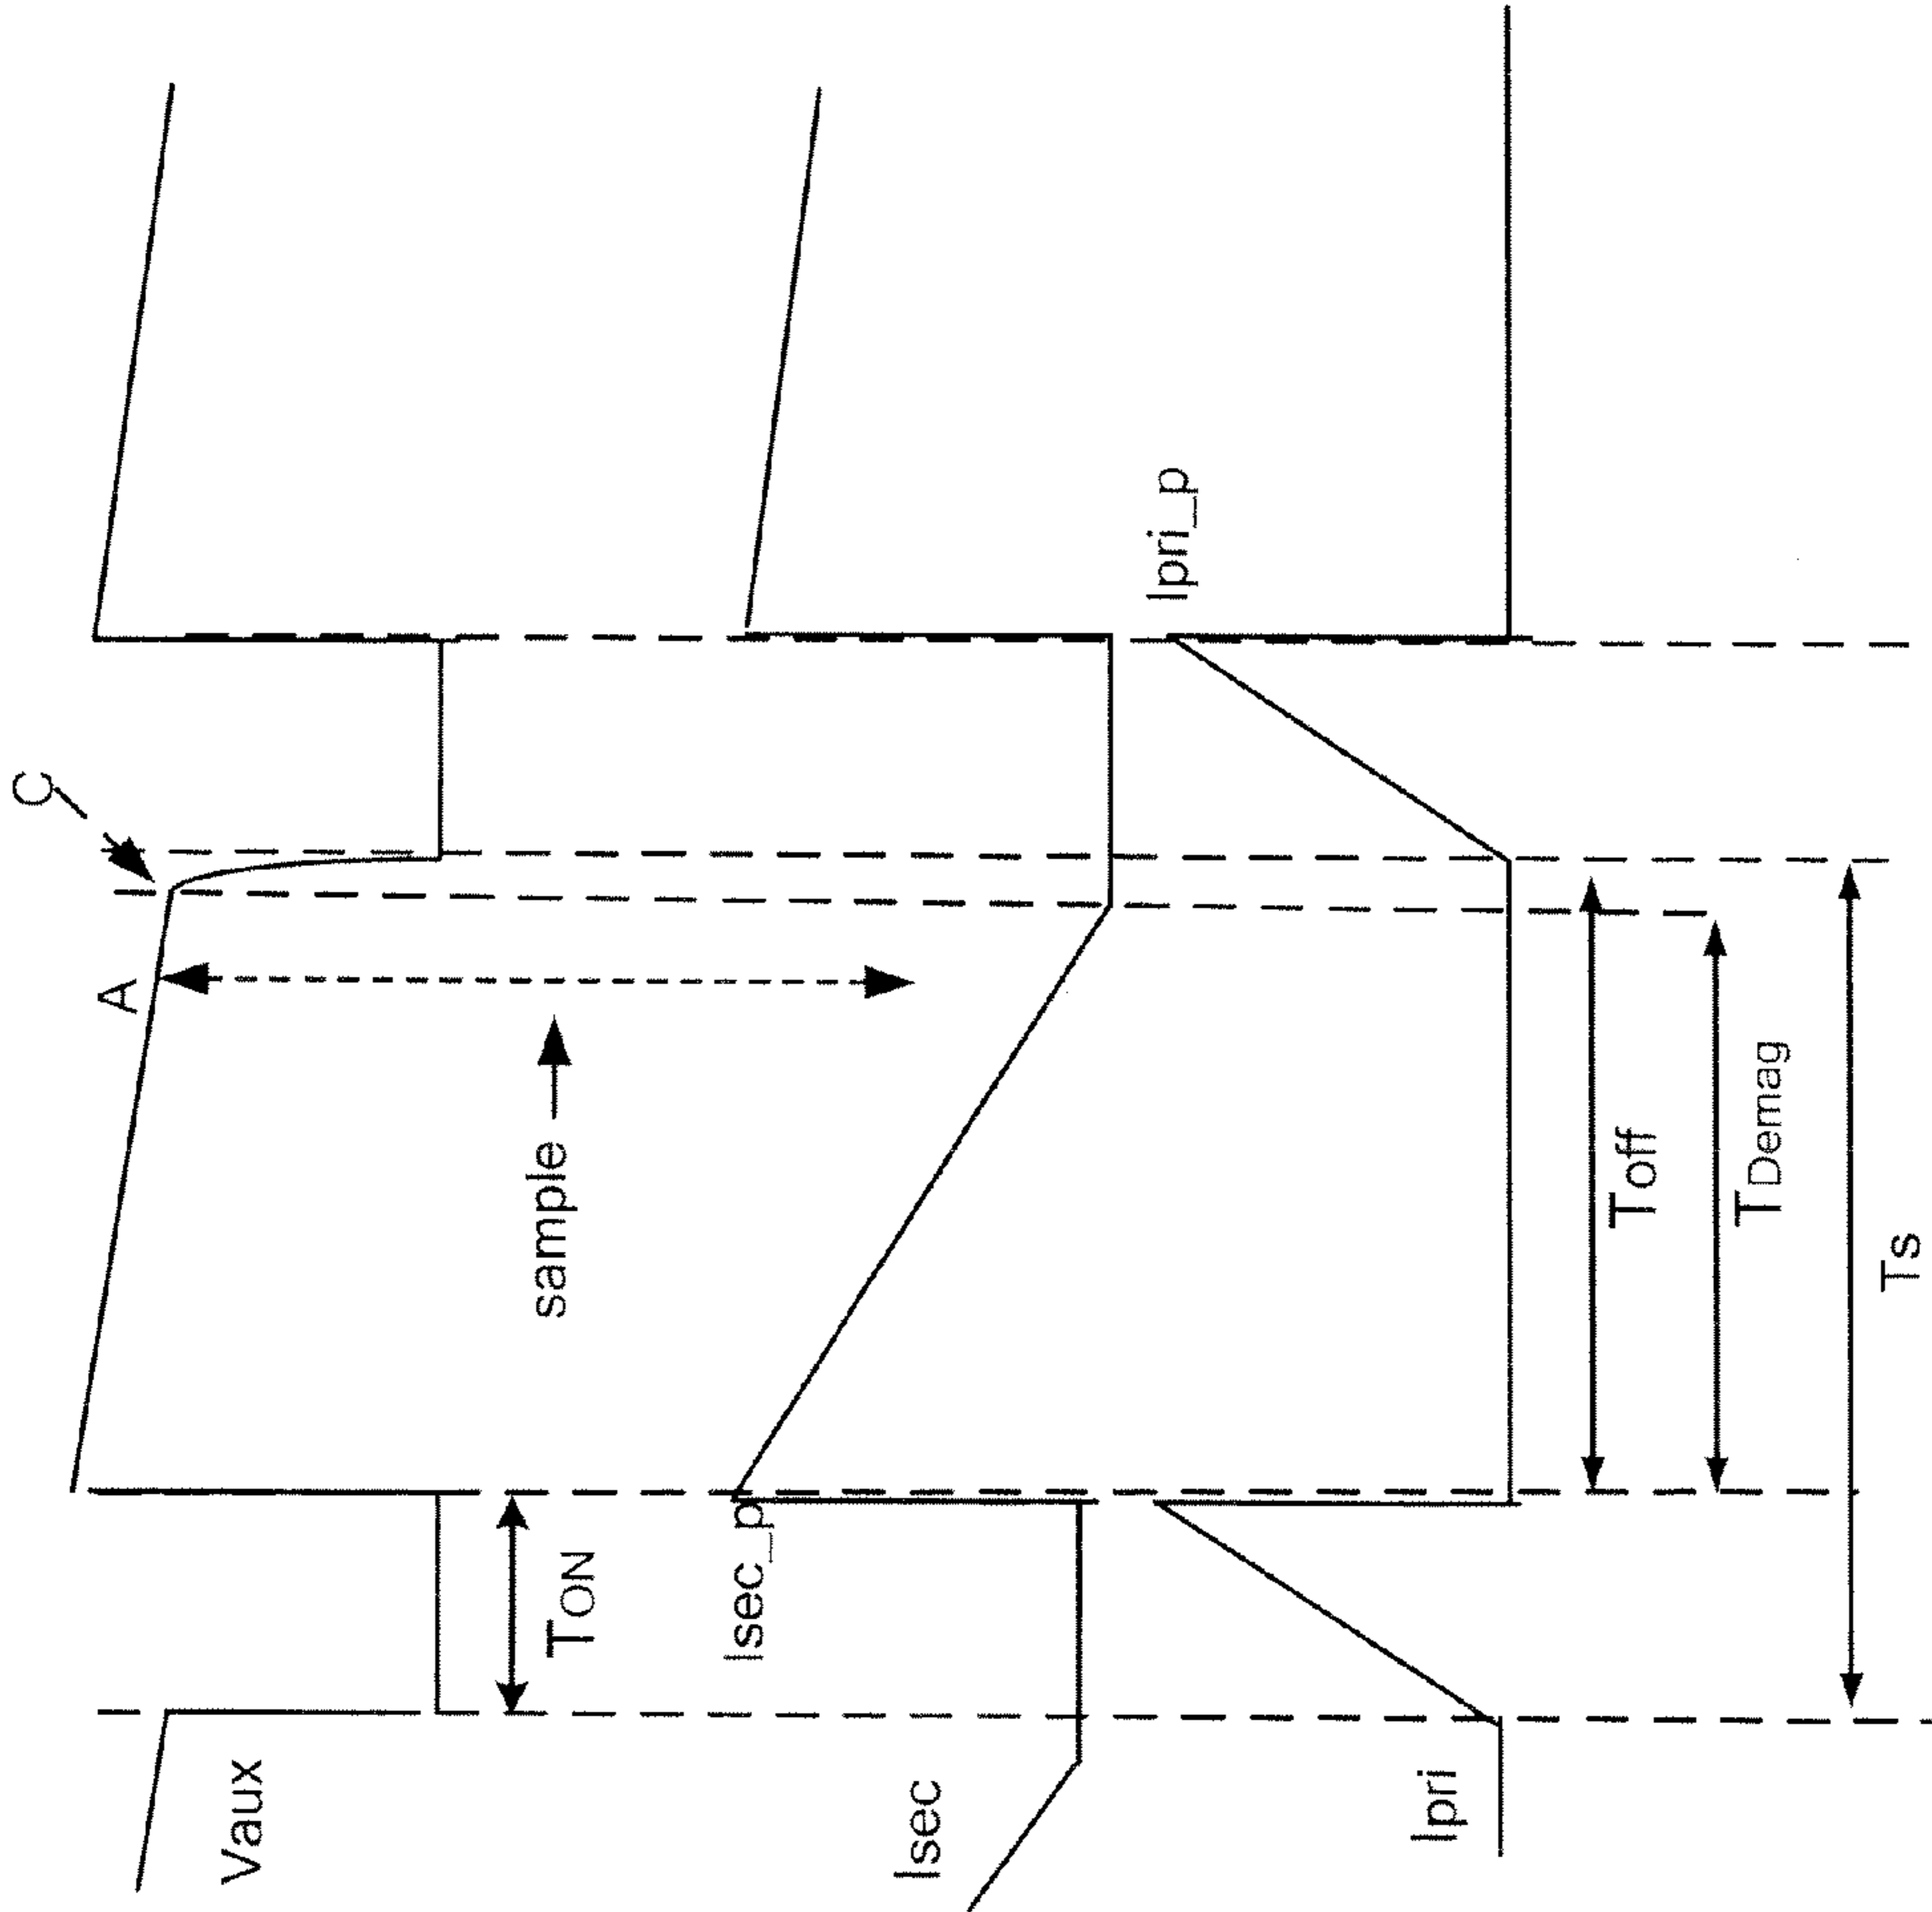 Vaux
TON
sample
A
C
Isec
Isec_p
Ipri
Ipri_p
Toff
TDemag
Ts